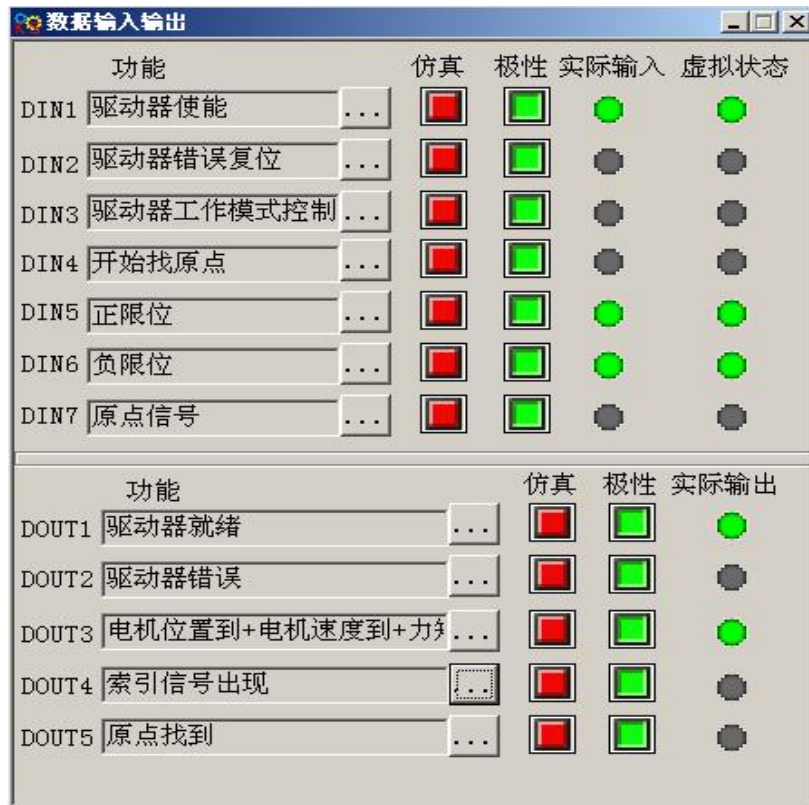 数据输入输出
功能 仿真 极性 实际输入 虚拟状态
DIN1 驱动器使能 ...
DIN2 驱动器错误复位 ...
DIN3 驱动器工作模式控制 ...
DIN4 开始找原点 ...
DIN5 正限位 ...
DIN6 负限位 ...
DIN7 原点信号 ...
功能 仿真 极性 实际输出
DOUT1 驱动器就绪 ...
DOUT2 驱动器错误 ...
DOUT3 电机位置到+电机速度到+力 ...
DOUT4 索引信号出现 ...
DOUT5 原点找到 ...